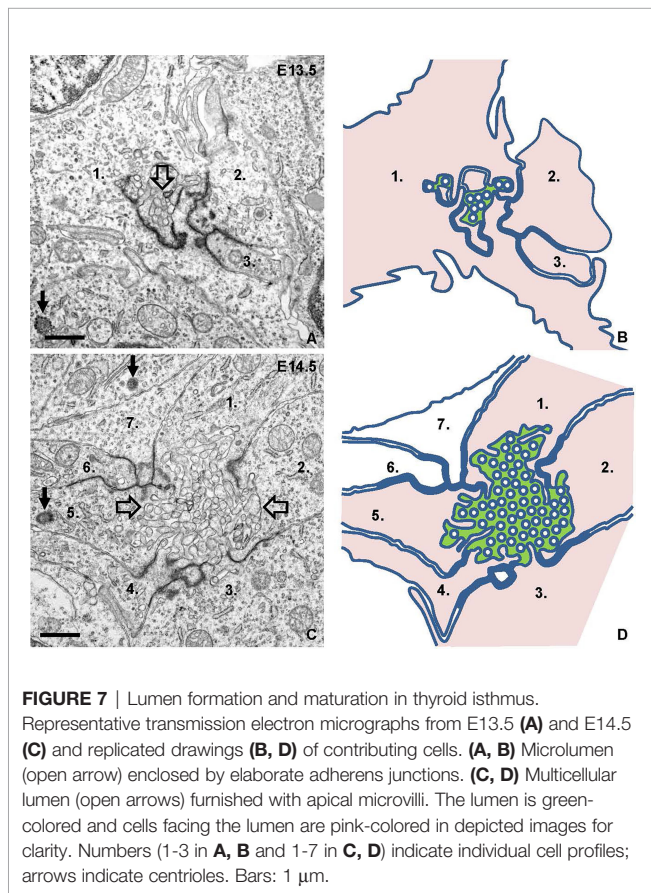 E13.5
1.
2.
3.
A
1.
2.
3.
B
E14.5
1.
7.
2.
6.
5.
4.
3.
C
1.
7.
2.
6.
5.
4.
3.
D
FIGURE 7 | Lumen formation and maturation in thyroid isthmus.
Representative transmission electron micrographs from E13.5 (A) and E14.5
(C) and replicated drawings (B, D) of contributing cells. (A, B) Microlumen
(open arrow) enclosed by elaborate adherens junctions. (C, D) Multicellular
lumen (open arrows) furnished with apical microvilli. The lumen is green-
colored and cells facing the lumen are pink-colored in depicted images for
clarity. Numbers (1-3 in A, B and 1-7 in C, D) indicate individual cell profiles;
arrows indicate centrioles. Bars: 1 μm.